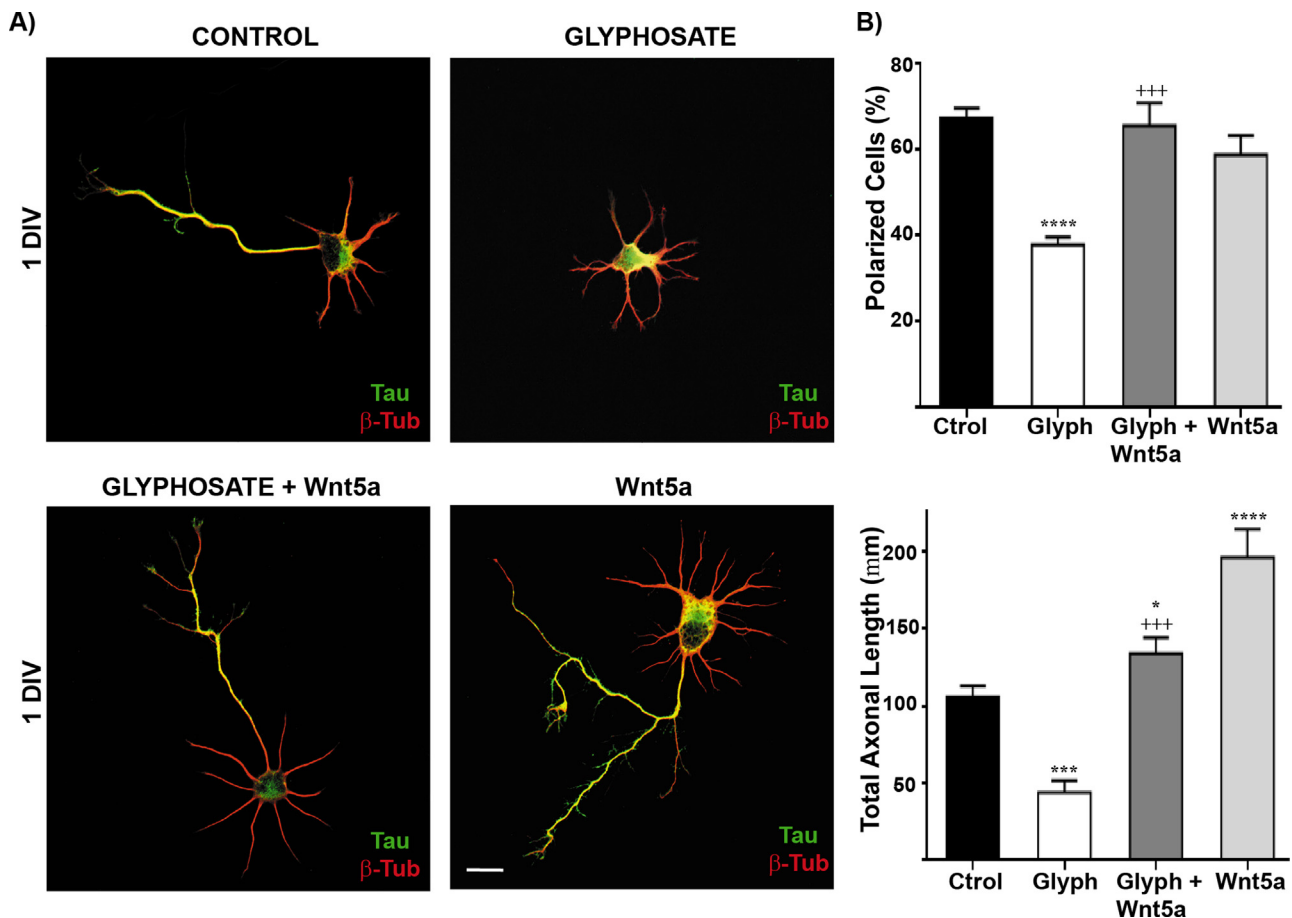 A)
CONTROL
GLYPHOSATE
1 DIV
Tau
β-Tub
Tau
β-Tub
GLYPHOSATE + Wnt5a
Wnt5a
1 DIV
Tau
β-Tub
Tau
β-Tub
B)
Polarized Cells (%)
80
60
40
20
****
+++
Ctrol
Glyph
Glyph +
Wnt5a
Wnt5a
Total Axonal Length (mm)
200
150
100
50
***
*
+++
****
Ctrol
Glyph
Glyph +
Wnt5a
Wnt5a